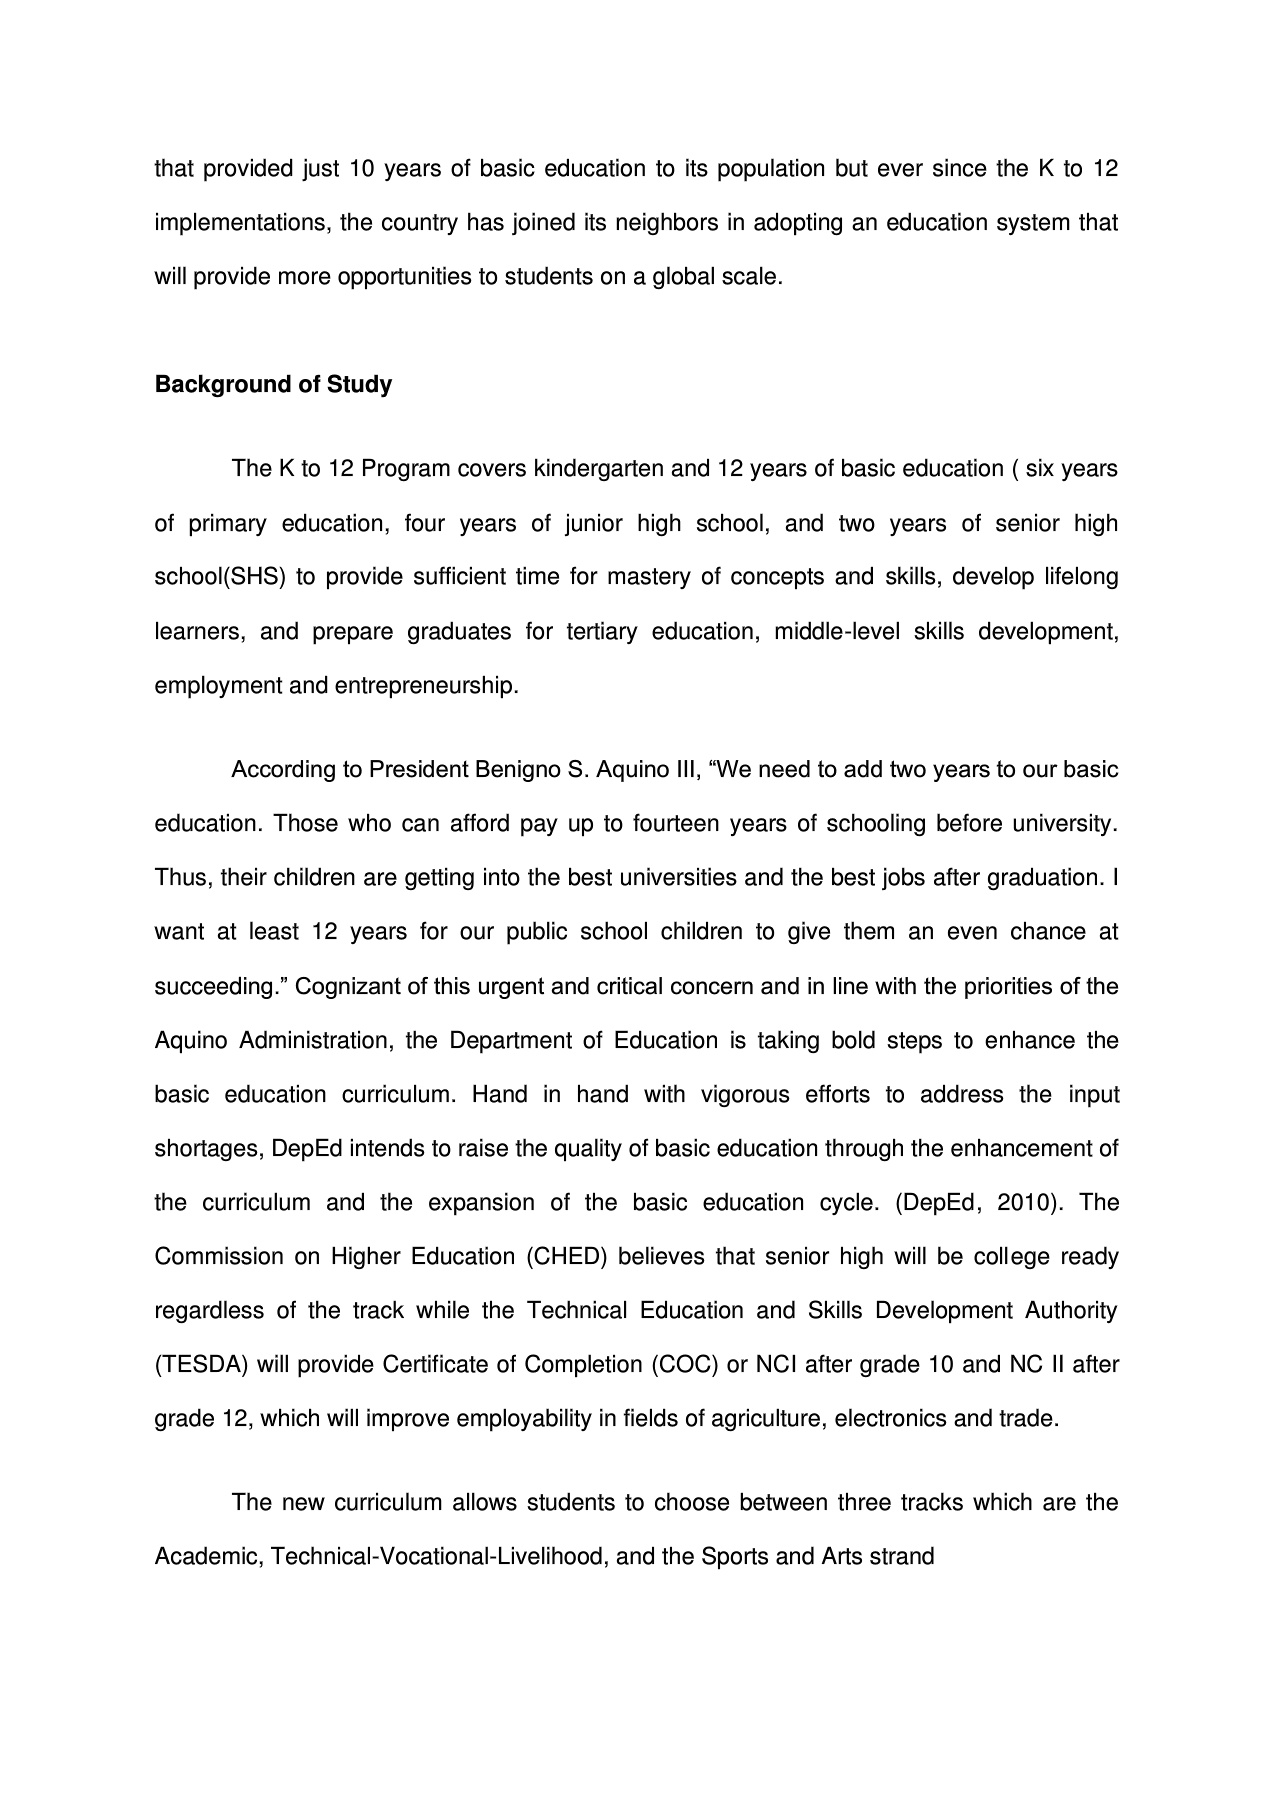 that provided just 10 years of basic education to its population but ever since the K to 12
implementations, the country has joined its neighbors in adopting an education system that
will provide more opportunities to students on a global scale.
Background of Study
The K to 12 Program covers kindergarten and 12 years of basic education ( six years
of primary education, four years of junior high school, and two years of senior high
school(SHS) to provide sufficient time for mastery of concepts and skills, develop lifelong
learners, and prepare graduates for tertiary education, middle-level skills development,
employment and entrepreneurship.
According to President Benigno S. Aquino III, “We need to add two years to our basic
education. Those who can afford pay up to fourteen years of schooling before university.
Thus, their children are getting into the best universities and the best jobs after graduation. I
want at least 12 years for our public school children to give them an even chance at
succeeding.” Cognizant of this urgent and critical concern and in line with the priorities of the
Aquino Administration, the Department of Education is taking bold steps to enhance the
basic education curriculum. Hand in hand with vigorous efforts to address the input
shortages, DepEd intends to raise the quality of basic education through the enhancement of
the curriculum and the expansion of the basic education cycle. (DepEd, 2010). The
Commission on Higher Education (CHED) believes that senior high will be college ready
regardless of the track while the Technical Education and Skills Development Authority
(TESDA) will provide Certificate of Completion (COC) or NCI after grade 10 and NC II after
grade 12, which will improve employability in fields of agriculture, electronics and trade.
The new curriculum allows students to choose between three tracks which are the
Academic, Technical-Vocational-Livelihood, and the Sports and Arts strand